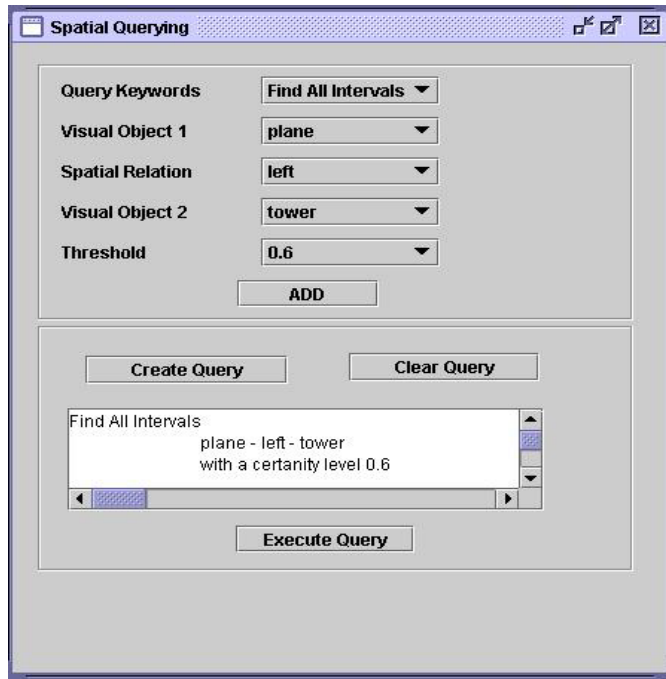 Spatial Querying
Query Keywords Find All Intervals
Visual Object 1 plane
Spatial Relation left
Visual Object 2 tower
Threshold 0.6
ADD
Create Query Clear Query
Find All Intervals
plane - left - tower
with a certanity level 0.6
Execute Query